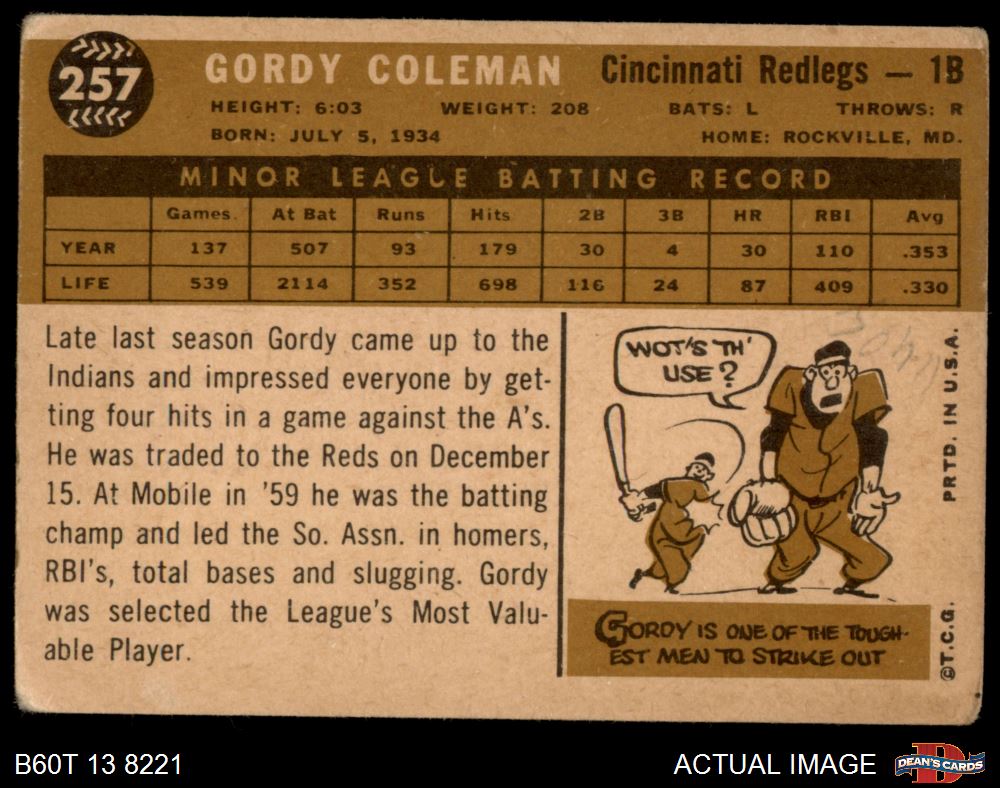 257
GORDY COLEMAN Cincinnati Redlegs — 1B
HEIGHT: 6:03 WEIGHT: 208 BATS: L THROWS: R
BORN: JULY 5, 1934 HOME: ROCKVILLE, MD.
MINOR LEAGUE BATTING RECORD
Games. At Bat Runs Hits 2B 3B HR RBI Avg
YEAR 137 507 93 179 30 4 30 110 .353
LIFE 539 2114 352 698 116 24 87 409 .330
Late last season Gordy came up to the
Indians and impressed everyone by get-
ting four hits in a game against the A's.
He was traded to the Reds on December
15. At Mobile in '59 he was the batting
champ and led the So. Assn. in homers,
RBI's, total bases and slugging. Gordy
was selected the League's Most Valu-
able Player.
WOT'S TH'
USE?
GORDY IS ONE OF THE TOUGH-
EST MEN TO STRIKE OUT
PRTD. IN U.S.A.
©T.C.G.
B60T 13 8221
ACTUAL IMAGE
DEAN'S CARDS